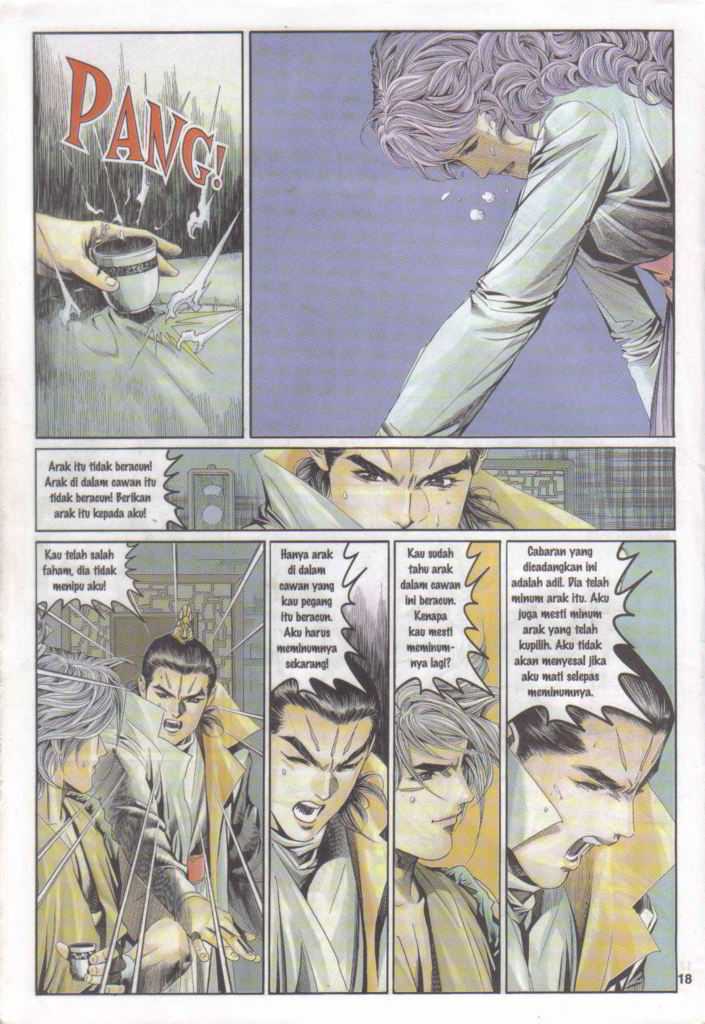 PANG!
Arak itu tidak beracun!
Arak di dalam cawan itu
tidak beracun! Berikan
arak itu kepada aku!
Kau telah salah
faham, dia tidak
menipu aku!
Hanya arak
di dalam
cawan yang
kau pegang
itu beracun.
Aku harus
meminumnya
sekarang!
Kau sudah
tahu arak
dalam cawan
ini beracun.
Kenapa
kau mesti
meminum-
nya lagi?
Cabaran yang
dicadangkan ini
adalah adil. Dia telah
minum arak itu. Aku
juga mesti minum
arak yang telah
kupilih. Aku tidak
akan menyesal jika
aku mati selepas
meminumnya.
18